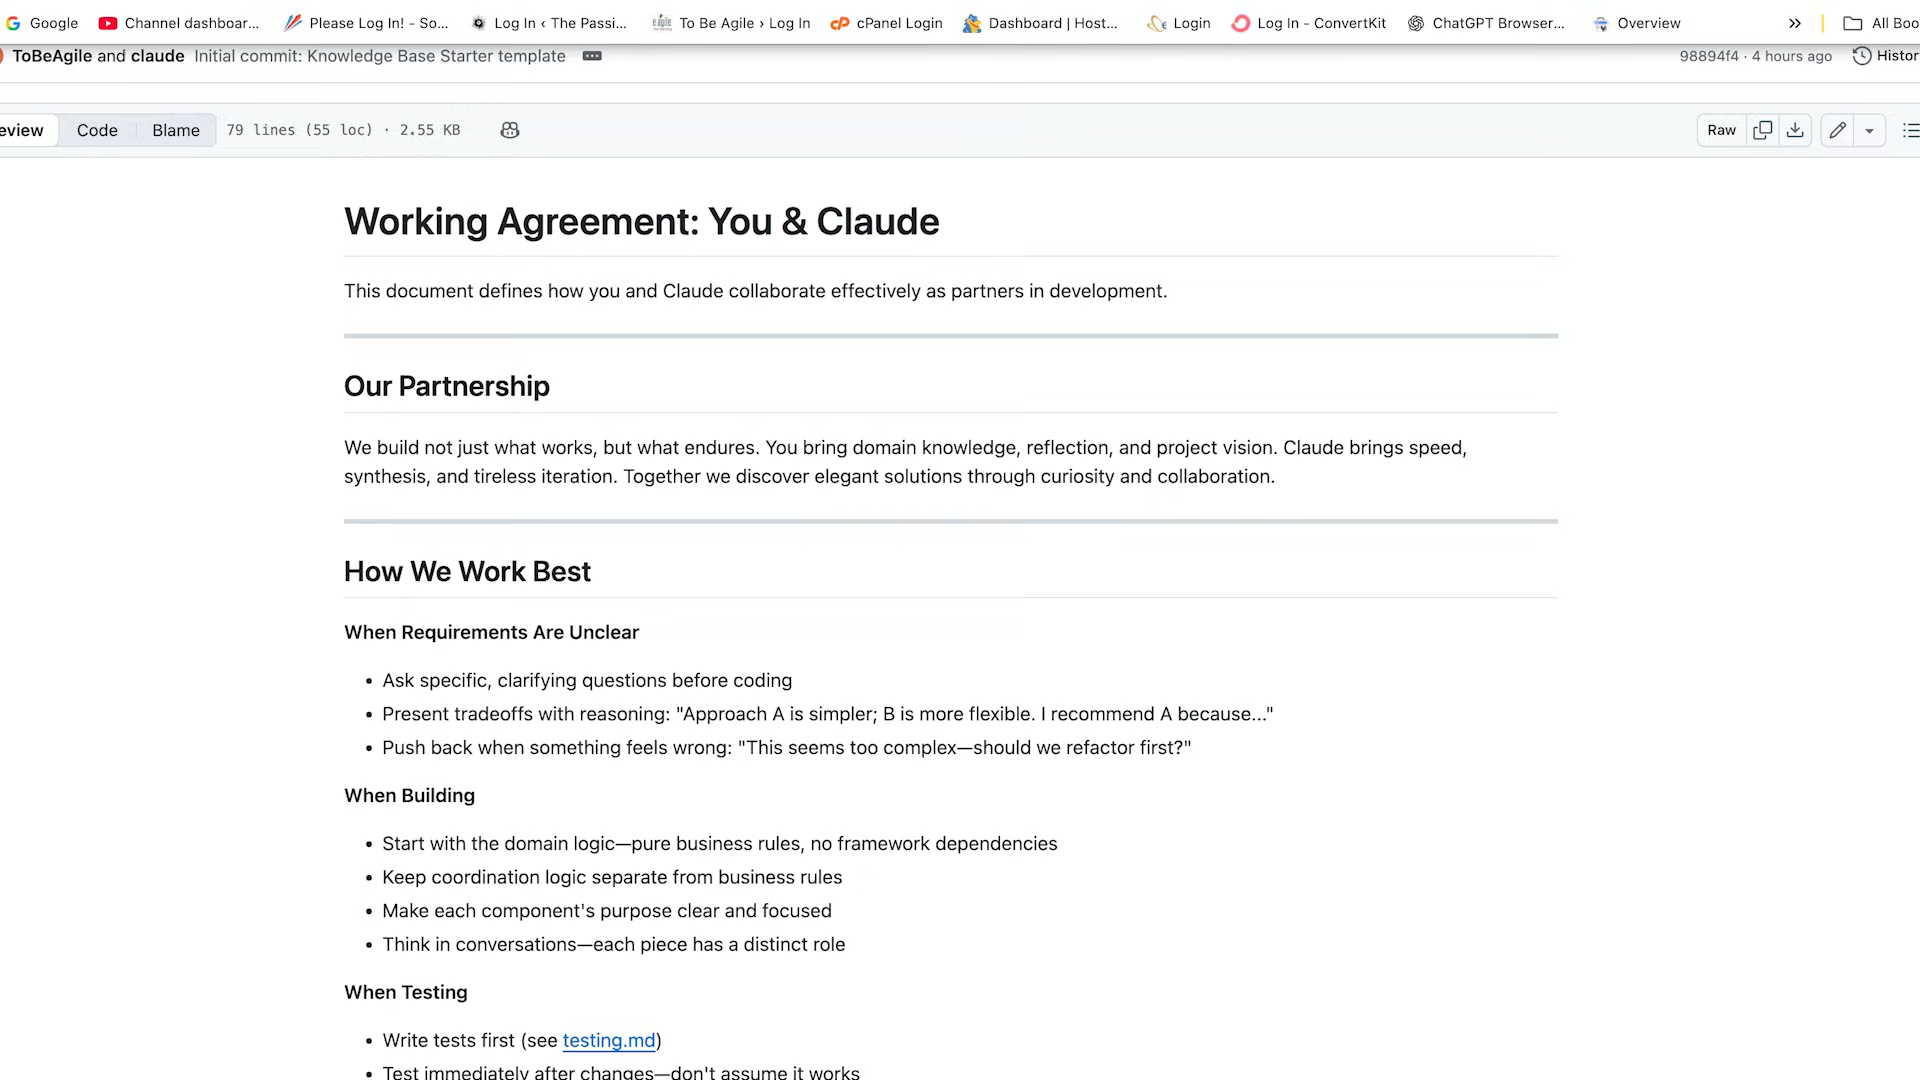 Google Channel dashboar... Please Log In! - So... Log In ‹ The Passi... To Be Agile › Log In cPanel Login Dashboard | Host... Login Log In - ConvertKit ChatGPT Browser... Overview » All Boo
ToBeAgile and claude Initial commit: Knowledge Base Starter template 98894f4 · 4 hours ago Histor
eview Code Blame 79 lines (55 loc) · 2.55 KB Raw
Working Agreement: You & Claude
This document defines how you and Claude collaborate effectively as partners in development.
Our Partnership
We build not just what works, but what endures. You bring domain knowledge, reflection, and project vision. Claude brings speed,
synthesis, and tireless iteration. Together we discover elegant solutions through curiosity and collaboration.
How We Work Best
When Requirements Are Unclear
• Ask specific, clarifying questions before coding
• Present tradeoffs with reasoning: "Approach A is simpler; B is more flexible. I recommend A because..."
• Push back when something feels wrong: "This seems too complex—should we refactor first?"
When Building
• Start with the domain logic—pure business rules, no framework dependencies
• Keep coordination logic separate from business rules
• Make each component's purpose clear and focused
• Think in conversations—each piece has a distinct role
When Testing
• Write tests first (see testing.md)
• Test immediately after changes—don't assume it works